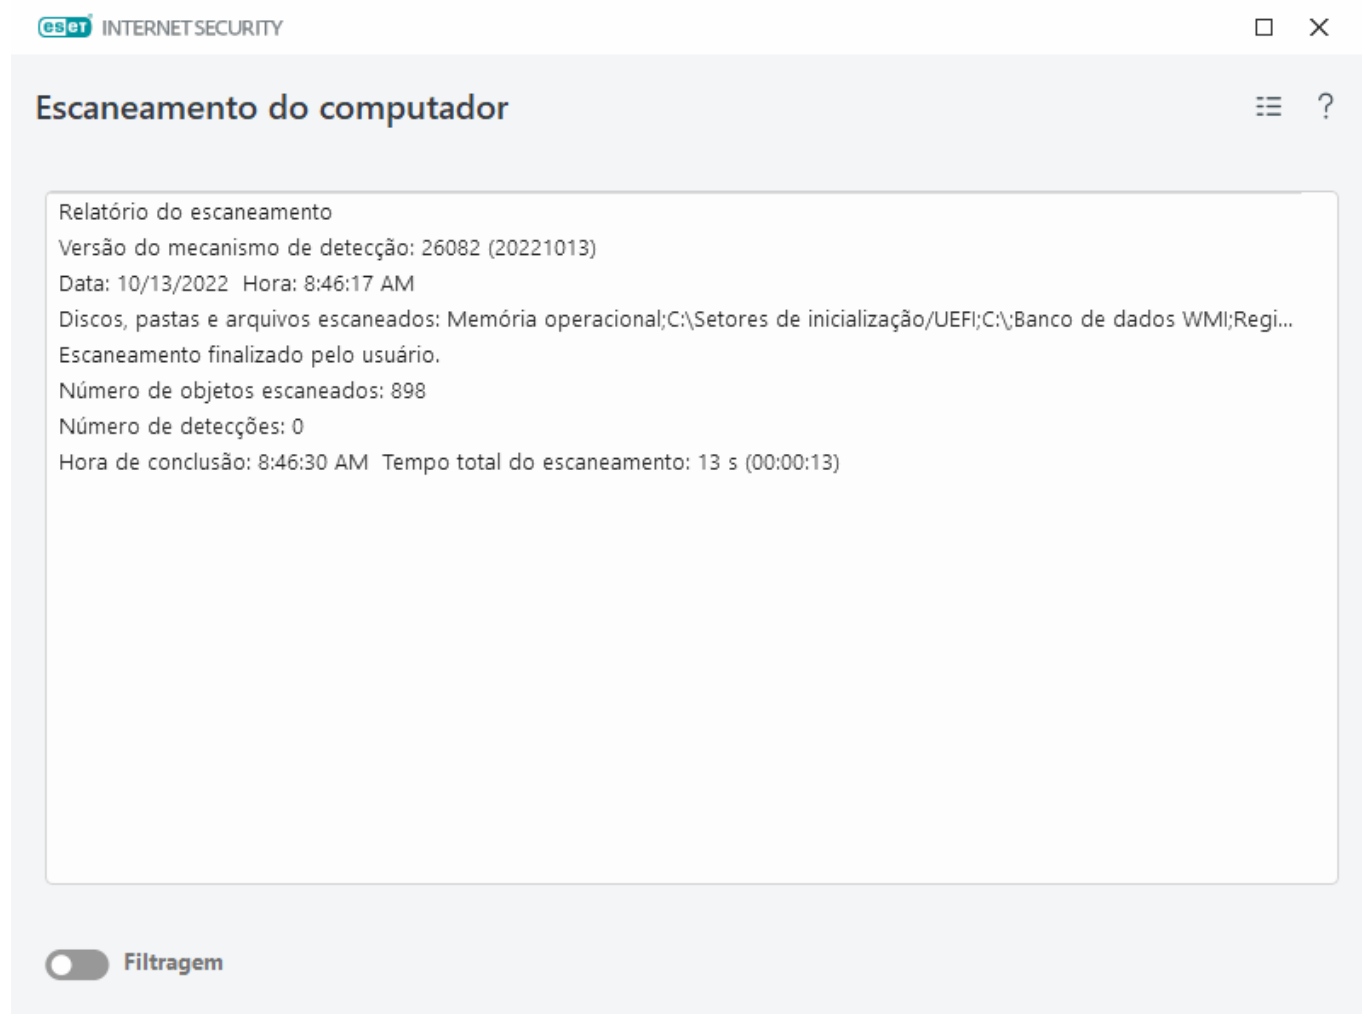 eset INTERNET SECURITY
Escaneamento do computador
?
Relatório do escaneamento
Versão do mecanismo de detecção: 26082 (20221013)
Data: 10/13/2022  Hora: 8:46:17 AM
Discos, pastas e arquivos escaneados: Memória operacional;C:\Setores de inicialização/UEFI;C:\;Banco de dados WMI;Regi...
Escaneamento finalizado pelo usuário.
Número de objetos escaneados: 898
Número de detecções: 0
Hora de conclusão: 8:46:30 AM  Tempo total do escaneamento: 13 s (00:00:13)
Filtragem